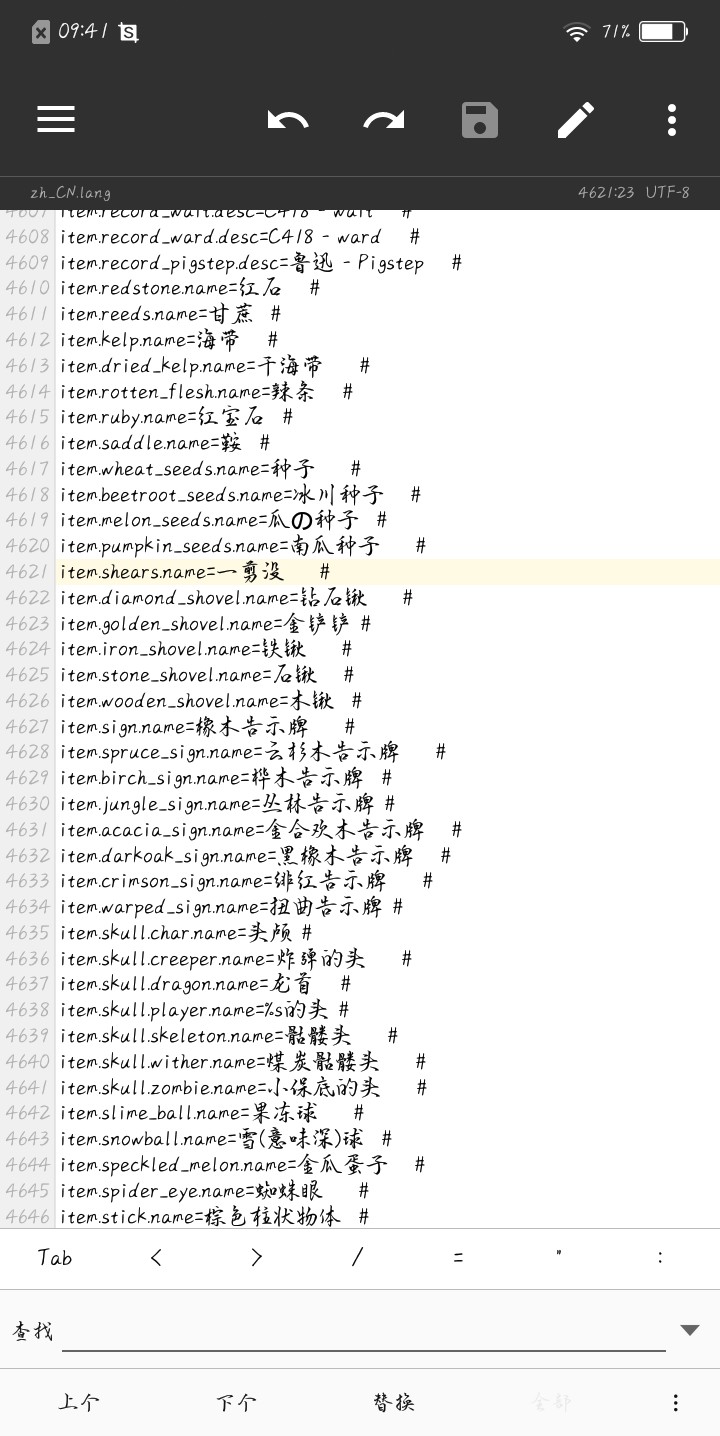 09:41
71%
zh_CN.lang 4621:23 UTF-8
4607 item.record_wait.desc=C418 - wait #
4608 item.record_ward.desc=C418 - ward #
4609 item.record_pigstep.desc=鲁迅 - Pigstep #
4610 item.redstone.name=红石 #
4611 item.reeds.name=甘蔗 #
4612 item.kelp.name=海带 #
4613 item.dried_kelp.name=干海带 #
4614 item.rotten_flesh.name=辣条 #
4615 item.ruby.name=红宝石 #
4616 item.saddle.name=鞍 #
4617 item.wheat_seeds.name=种子 #
4618 item.beetroot_seeds.name=冰川种子 #
4619 item.melon_seeds.name=瓜の种子 #
4620 item.pumpkin_seeds.name=南瓜种子 #
4621 item.shears.name=一剪没 #
4622 item.diamond_shovel.name=钻石锹 #
4623 item.golden_shovel.name=金铲铲 #
4624 item.iron_shovel.name=铁锹 #
4625 item.stone_shovel.name=石锹 #
4626 item.wooden_shovel.name=木锹 #
4627 item.sign.name=橡木告示牌 #
4628 item.spruce_sign.name=云杉木告示牌 #
4629 item.birch_sign.name=桦木告示牌 #
4630 item.jungle_sign.name=丛林告示牌 #
4631 item.acacia_sign.name=金合欢木告示牌 #
4632 item.darkoak_sign.name=黑橡木告示牌 #
4633 item.crimson_sign.name=绯红告示牌 #
4634 item.warped_sign.name=扭曲告示牌 #
4635 item.skull.char.name=头颅 #
4636 item.skull.creeper.name=炸弹的头 #
4637 item.skull.dragon.name=龙首 #
4638 item.skull.player.name=%s的头 #
4639 item.skull.skeleton.name=骷髅头 #
4640 item.skull.wither.name=煤炭骷髅头 #
4641 item.skull.zombie.name=小保底的头 #
4642 item.slime_ball.name=果冻球 #
4643 item.snowball.name=雪(意味深)球 #
4644 item.speckled_melon.name=金瓜蛋子 #
4645 item.spider_eye.name=蜘蛛眼 #
4646 item.stick.name=棕色柱状物体 #
Tab < > / = " :
查找
上个 下个 替换 全部